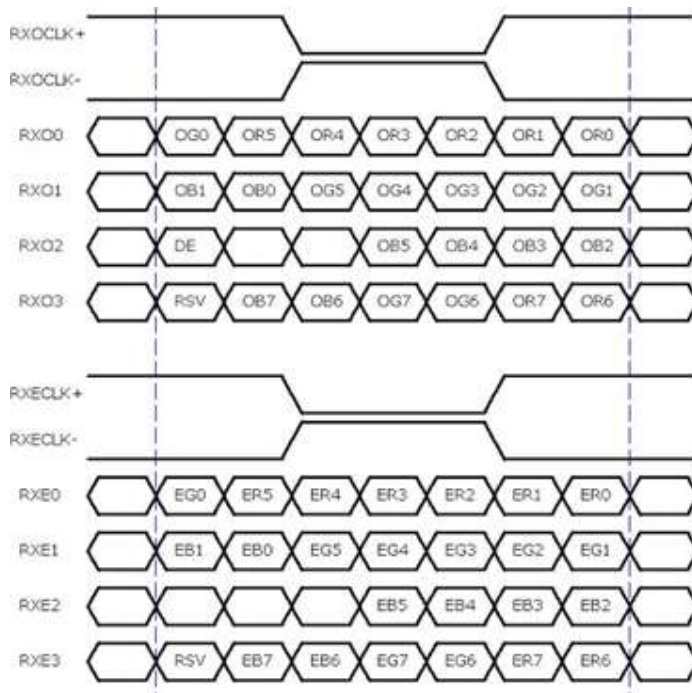 RXOCLK+
RXOCLK-
RXO0 OG0 OR5 OR4 OR3 OR2 OR1 OR0
RXO1 OB1 OB0 OG5 OG4 OG3 OG2 OG1
RXO2 DE OB5 OB4 OB3 OB2
RXO3 RSV OB7 OB6 OG7 OG6 OR7 OR6
RXECLK+
RXECLK-
RXE0 EG0 ER5 ER4 ER3 ER2 ER1 ER0
RXE1 EB1 EB0 EG5 EG4 EG3 EG2 EG1
RXE2 EB5 EB4 EB3 EB2
RXE3 RSV EB7 EB6 EG7 EG6 ER7 ER6